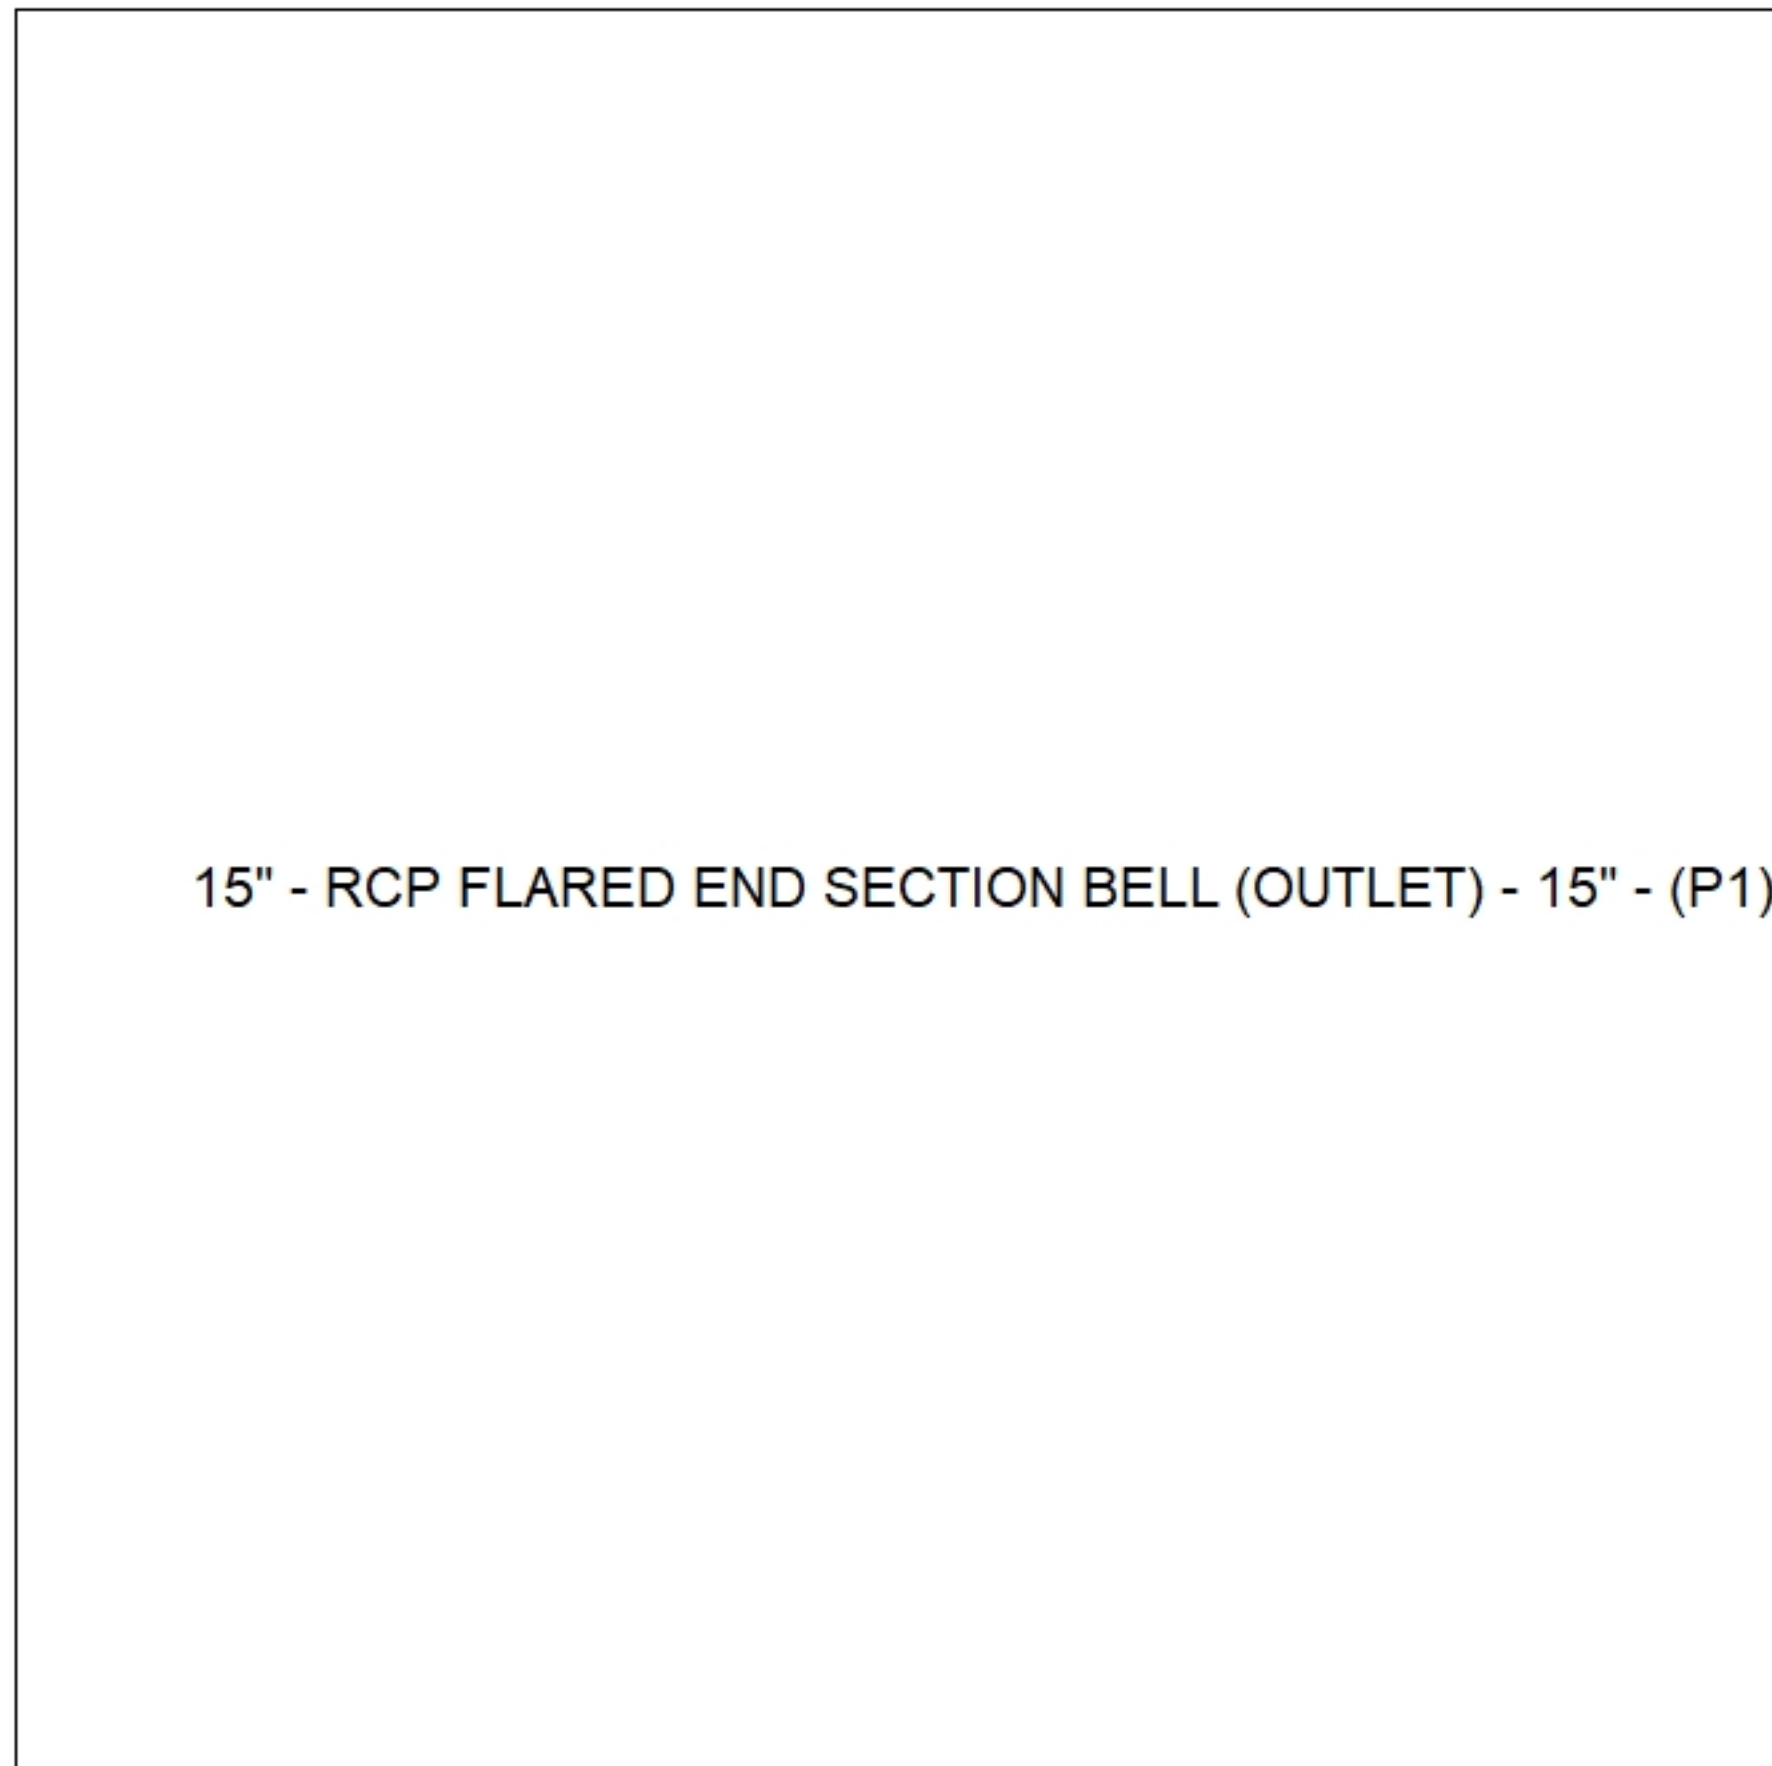 15" - RCP FLARED END SECTION BELL (OUTLET) - 15" - (P1)